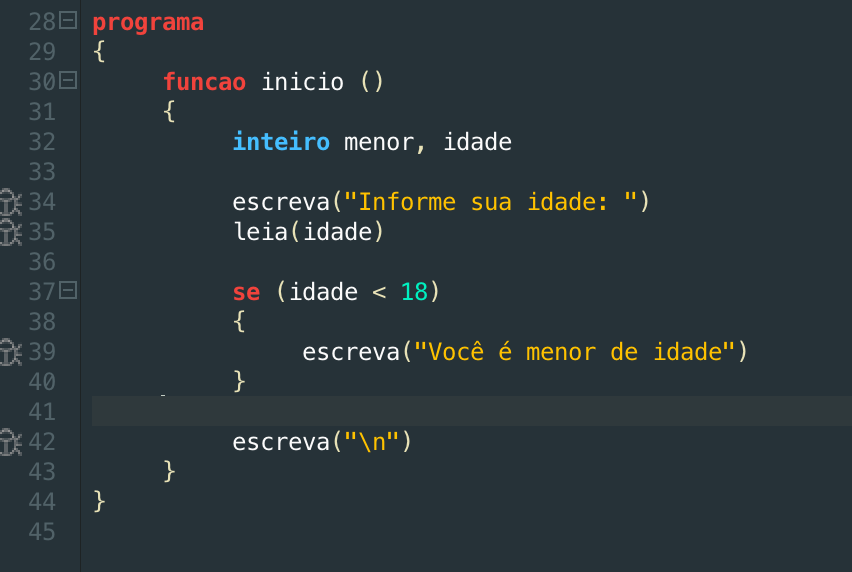 28 programa
29 {
30 funcao inicio ()
31 {
32 inteiro menor, idade
33
34 escreva("Informe sua idade: ")
35 leia(idade)
36
37 se (idade < 18)
38 {
39 escreva("Você é menor de idade")
40 }
41
42 escreva("\n")
43 }
44 }
45